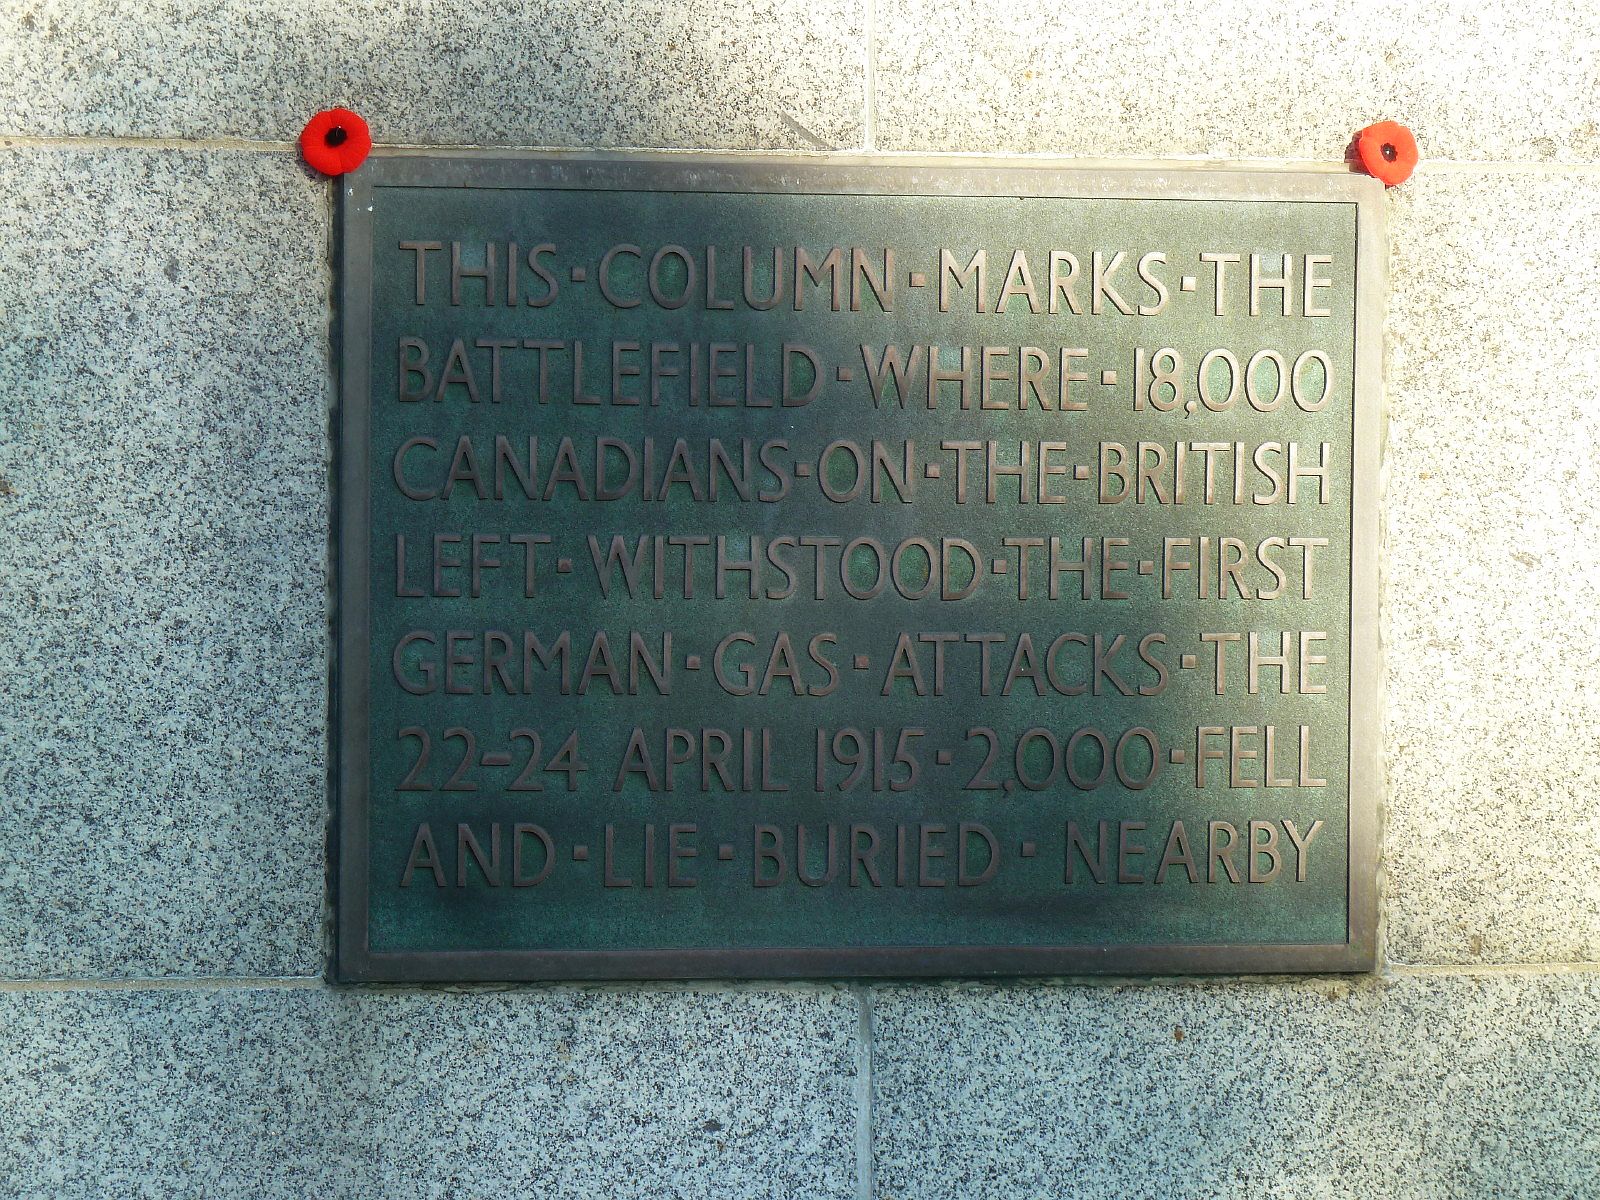 THIS·COLUMN·MARKS·THE
BATTLEFIELD·WHERE·18,000
CANADIANS·ON·THE·BRITISH
LEFT·WITHSTOOD·THE·FIRST
GERMAN·GAS·ATTACKS·THE
22-24 APRIL 1915·2,000·FELL
AND·LIE·BURIED·NEARBY